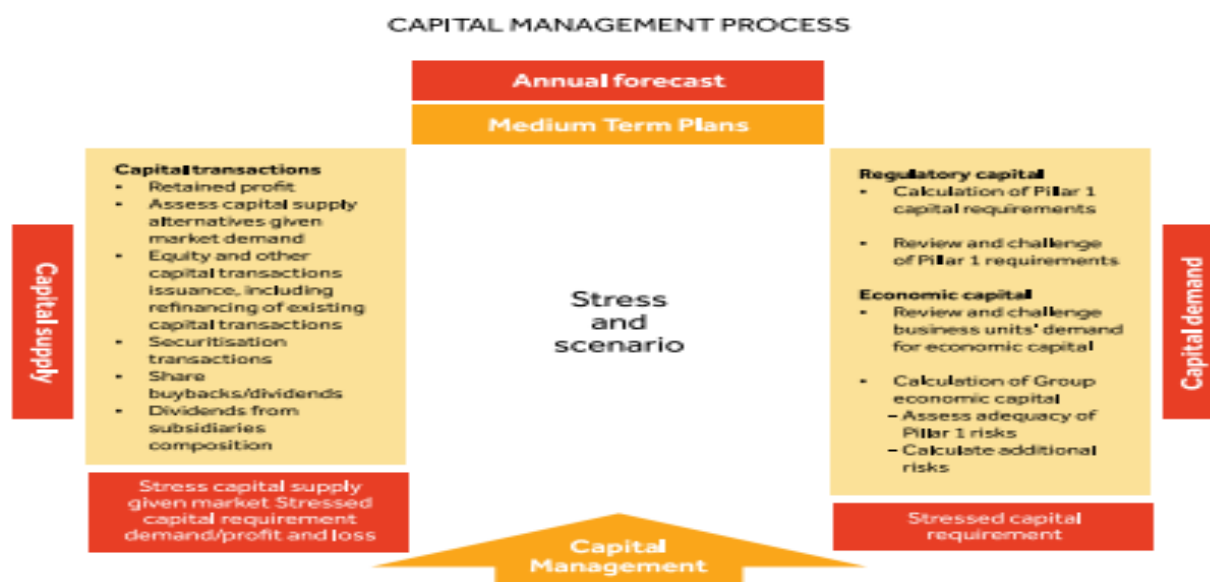 CAPITAL MANAGEMENT PROCESS
Annual forecast
Medium Term Plans
Capital supply
Capital transactions
• Retained profit
• Assess capital supply
alternatives given
market demand
• Equity and other
capital transactions
issuance, including
refinancing of existing
capital transactions
• Securitisation
transactions
• Share
buybacks/dividends
• Dividends from
subsidiaries
composition
Stress capital supply
given market Stressed
capital requirement
demand/profit and loss
Stress
and
scenario
Capital
Management
Regulatory capital
• Calculation of Pillar 1
capital requirements
• Review and challenge
of Pillar 1 requirements
Economic capital
• Review and challenge
business units' demand
for economic capital
• Calculation of Group
economic capital
– Assess adequacy of
Pillar 1 risks
– Calculate additional
risks
Stressed capital
requirement
Capital demand